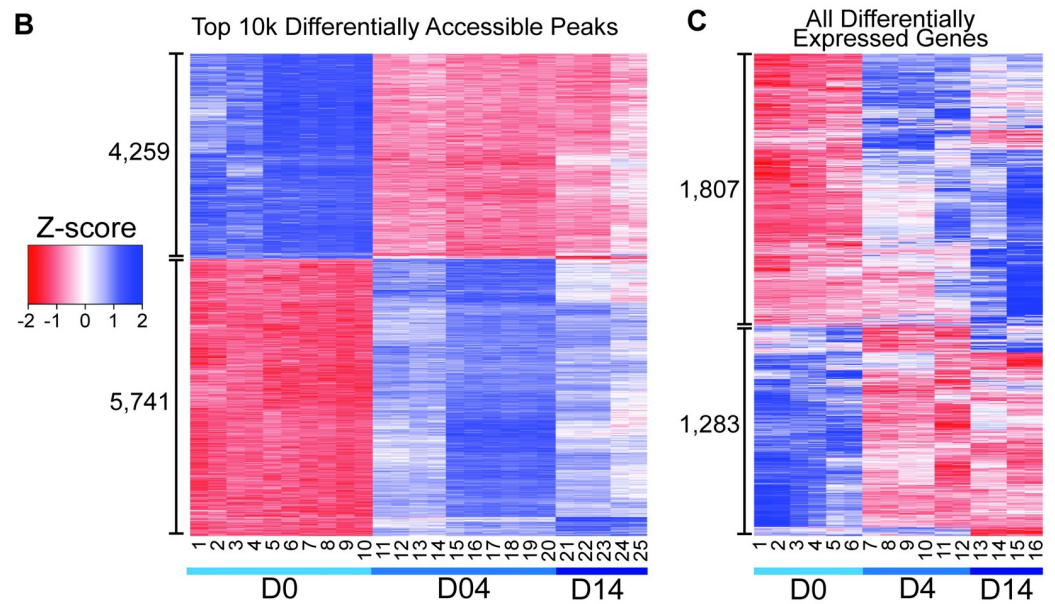 B
Top 10k Differentially Accessible Peaks
4,259
5,741
Z-score
-2 -1 0 1 2
1 2 3 4 5 6 7 8 9 10 11 12 13 14 15 16 17 18 19 20 21 22 23 24 25
D0 D04 D14
C
All Differentially
Expressed Genes
1,807
1,283
1 2 3 4 5 6 7 8 9 10 11 12 13 14 15 16
D0 D4 D14